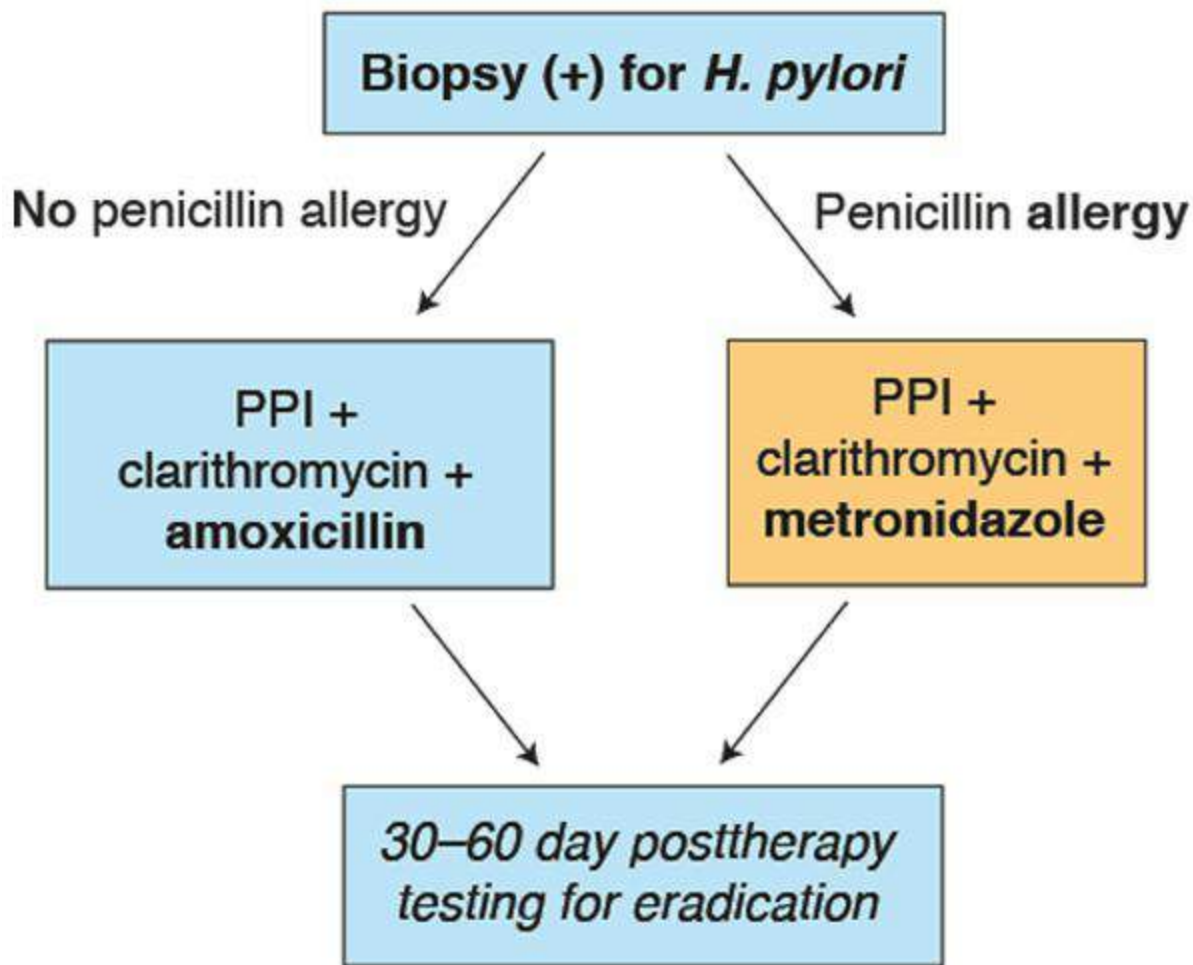 Biopsy (+) for H. pylori
No penicillin allergy
Penicillin allergy
PPI +
clarithromycin +
amoxicillin
PPI +
clarithromycin +
metronidazole
30–60 day posttherapy
testing for eradication